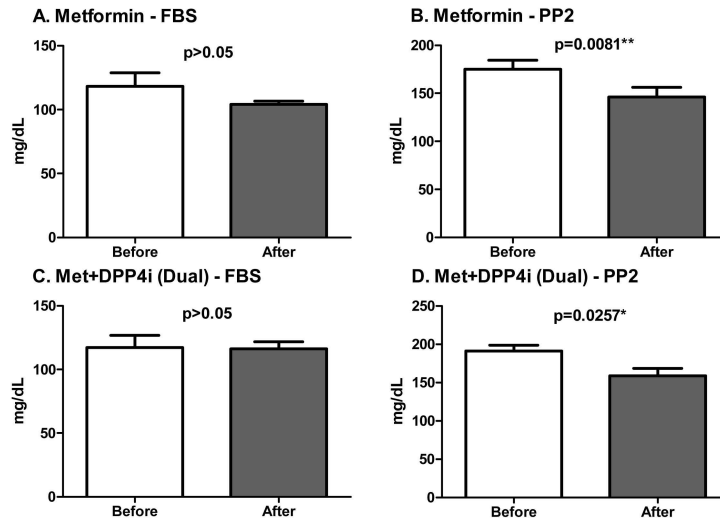 A. Metformin - FBS
p>0.05
150
100
50
0
mg/dL
Before After
B. Metformin - PP2
p=0.0081**
200
150
100
50
0
mg/dL
Before After
C. Met+DPP4i (Dual) - FBS
p>0.05
150
100
50
0
mg/dL
Before After
D. Met+DPP4i (Dual) - PP2
p=0.0257*
250
200
150
100
50
0
mg/dL
Before After